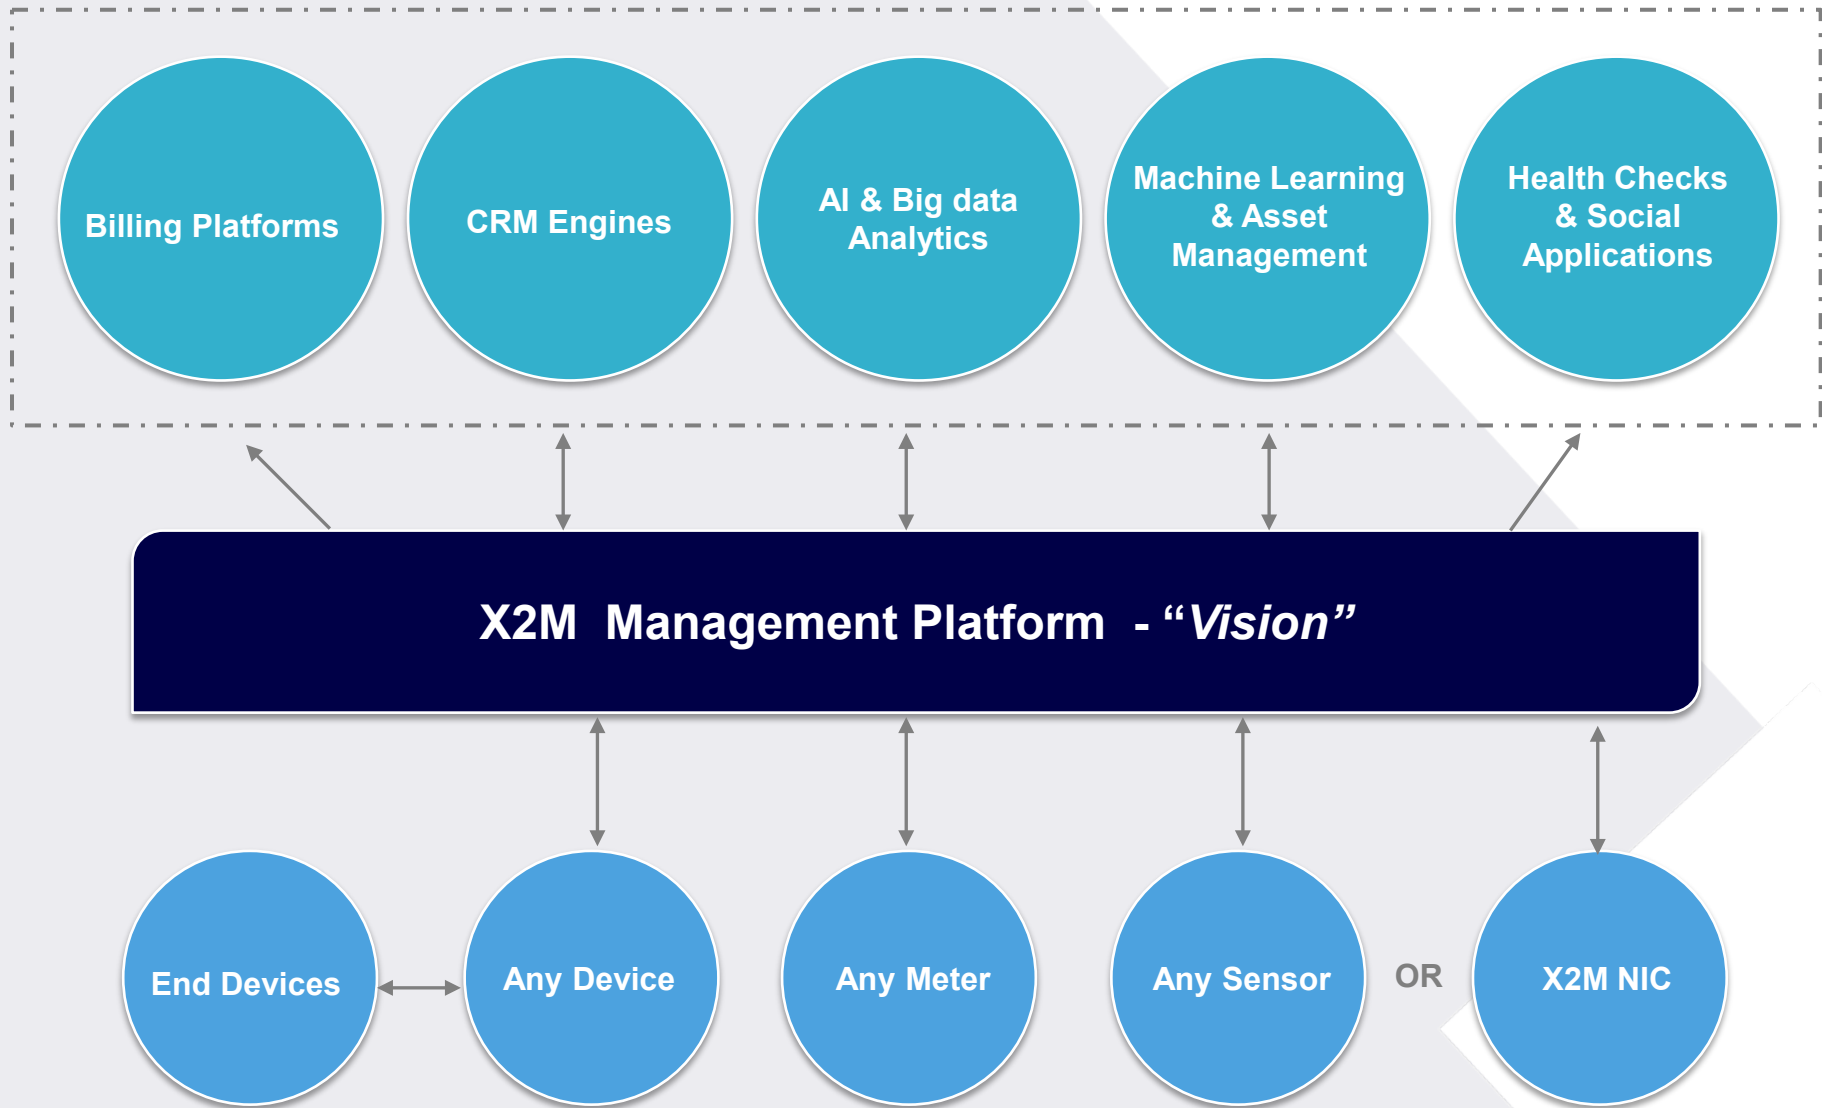 Billing Platforms
CRM Engines
AI & Big data
Analytics
Machine Learning
& Asset
Management
Health Checks
& Social
Applications
X2M  Management Platform  - “Vision”
End Devices
Any Device
Any Meter
Any Sensor
OR
X2M NIC